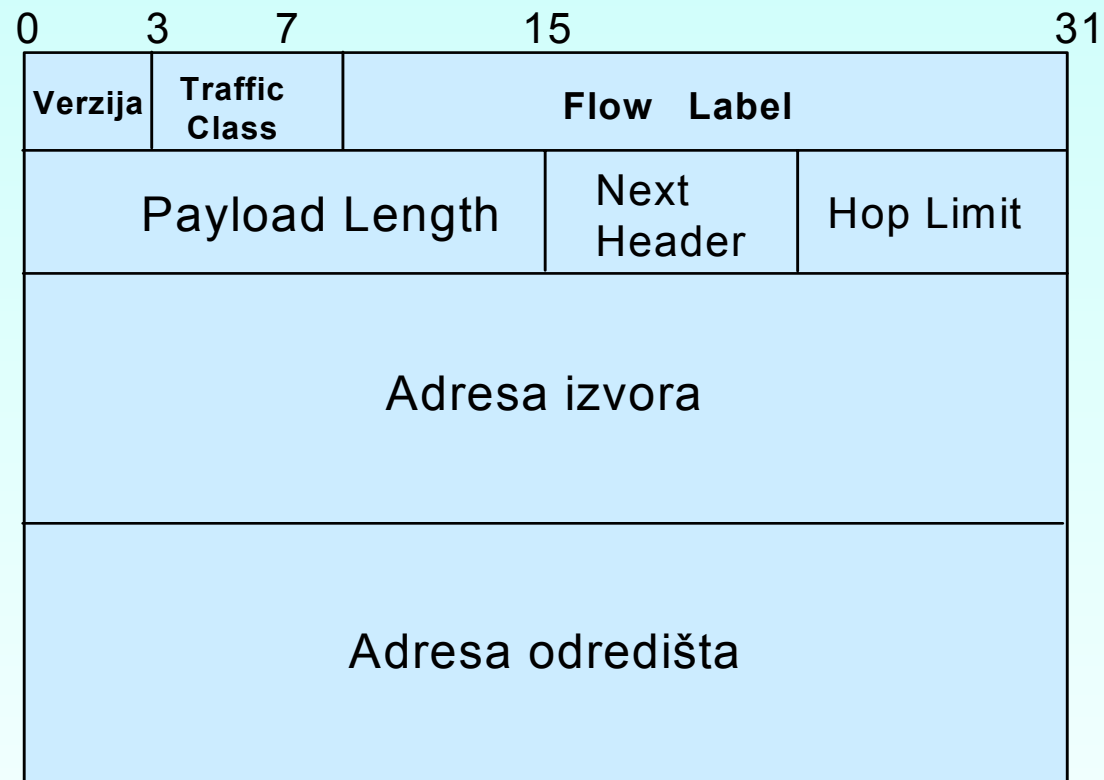 0 3 7 15 31
Verzija
Traffic
Class
Flow Label
Payload Length
Next
Header
Hop Limit
Adresa izvora
Adresa odredišta